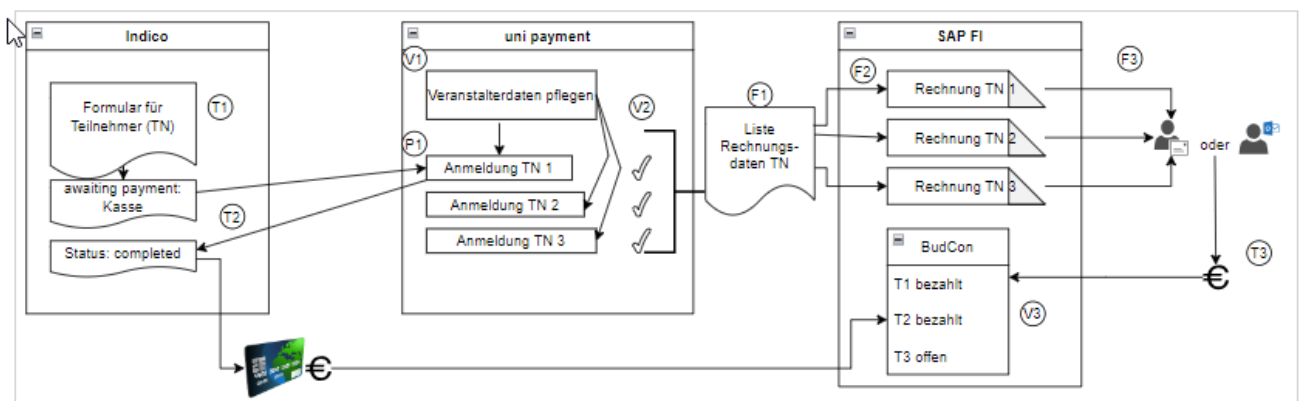 Indico
Formular für
Teilnehmer (TN)
T1
awaiting payment:
Kasse
T2
Status: completed
€
uni payment
V1
Veranstalterdaten pflegen
V2
P1
Anmeldung TN 1
Anmeldung TN 2
Anmeldung TN 3
F1
Liste
Rechnungs-
daten TN
SAP FI
F2
Rechnung TN 1
Rechnung TN 2
Rechnung TN 3
F3
oder
BudCon
T1 bezahlt
T2 bezahlt
T3 offen
V3
T3
€